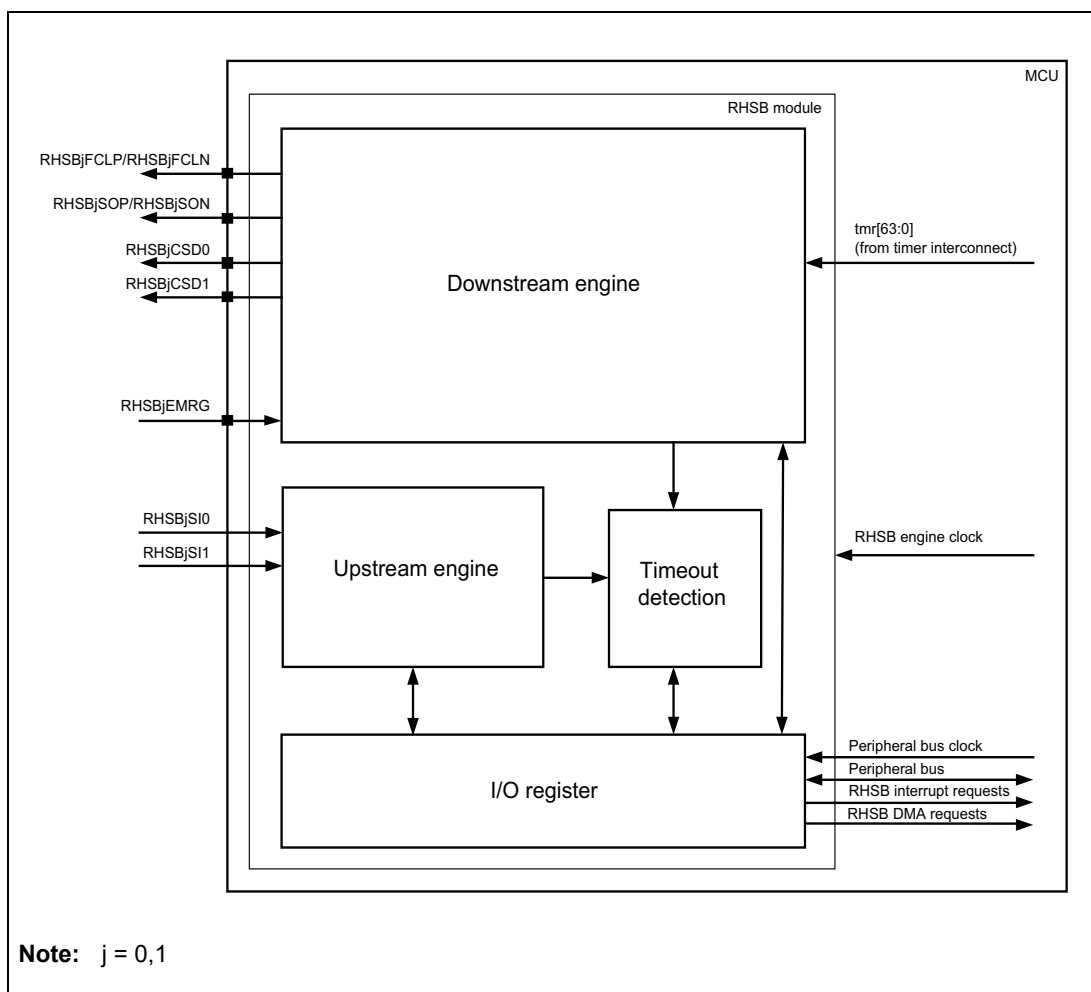 MCU
RHSB module
RHSBjFCLP/RHSBjFCLN
RHSBjSOP/RHSBjSON
RHSBjCSD0
RHSBjCSD1
tmr[63:0]
(from timer interconnect)
Downstream engine
RHSBjEMRG
RHSBjSI0
RHSBjSI1
Upstream engine
Timeout
detection
RHSB engine clock
I/O register
Peripheral bus clock
Peripheral bus
RHSB interrupt requests
RHSB DMA requests
Note: j = 0,1